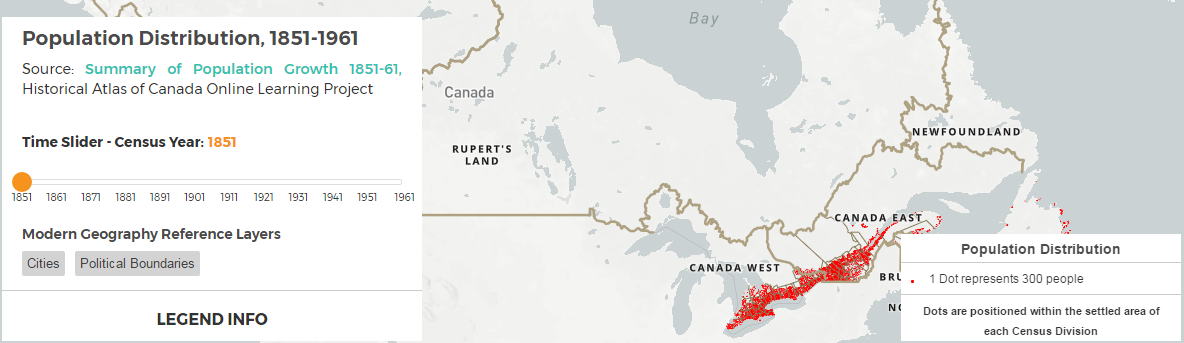 Population Distribution, 1851-1961
Source: Summary of Population Growth 1851-61,
Historical Atlas of Canada Online Learning Project
Time Slider - Census Year: 1851
1851 1861 1871 1881 1891 1901 1911 1921 1931 1941 1951 1961
Modern Geography Reference Layers
Cities Political Boundaries
LEGEND INFO
Bay
Canada
RUPERT'S
LAND
NEWFOUNDLAND
CANADA EAST
CANADA WEST
BRU
NO
Population Distribution
1 Dot represents 300 people
Dots are positioned within the settled area of
each Census Division